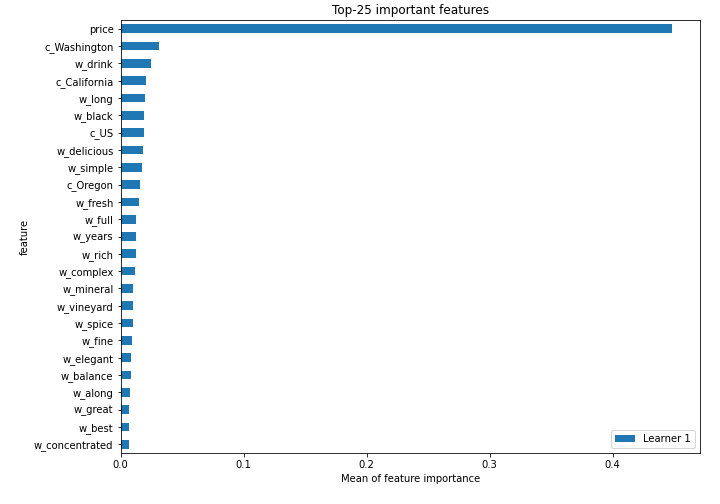 Top-25 important features
price
c_Washington
w_drink
c_California
w_long
w_black
c_US
w_delicious
w_simple
c_Oregon
w_fresh
w_full
w_years
w_rich
w_complex
w_mineral
w_vineyard
w_spice
w_fine
w_elegant
w_balance
w_along
w_great
w_best
w_concentrated
feature
Learner 1
0.0 0.1 0.2 0.3 0.4
Mean of feature importance